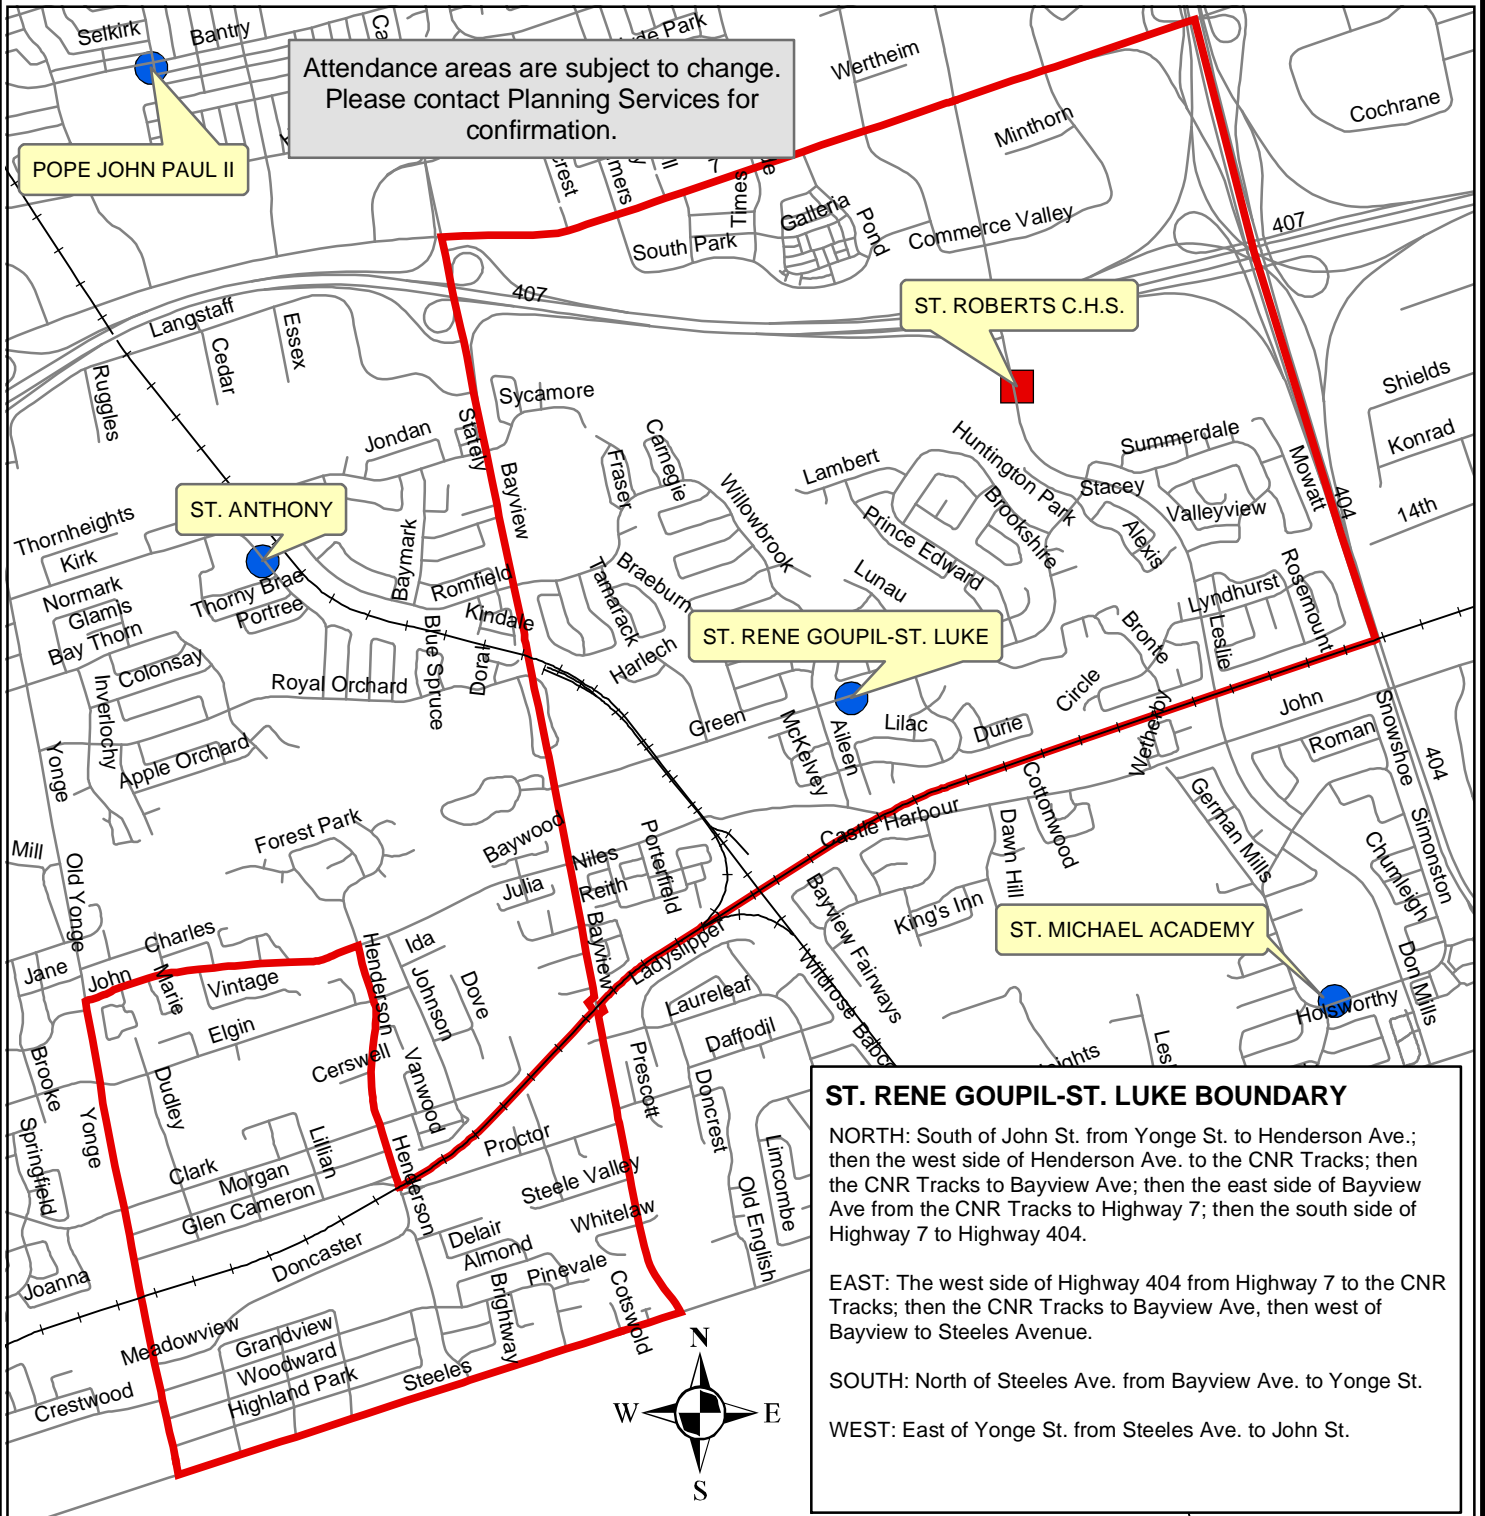 Selkirk
Bantry
Attendance areas are subject to change.
Please contact Planning Services for
confirmation.
Wertheim
Cochrane
Minthorn
POPE JOHN PAUL II
Times
Galleria
Pond
South Park
Commerce Valley
407
407
Langstaff
Essex
Cedar
Ruggles
ST. ROBERTS C.H.S.
Shields
Konrad
Sycamore
Stately
Jondan
Bayview
Fraser
Carnegie
Willowbrook
Lambert
Huntington Park
Summerdale
Stacey
Mowatt
404
14th
Valleyview
Alexis
Brookshire
Prince Edward
ST. ANTHONY
Thornheights
Kirk
Normark
Glamis
Bay Thorn
Thorny Brae
Portree
Baymark
Romfield
Kindale
Tamarack
Braeburn
Harlech
Lunau
Lyndhurst
Rosemount
Leslie
Bronte
Circle
ST. RENE GOUPIL-ST. LUKE
Colonsay
Inverlochy
Royal Orchard
Blue Spruce
Doral
Green
McKelvey
Aileen
Lilac
Durie
Wetherby
John
Snowshoe
Roman
404
Yonge
Apple Orchard
Forest Park
Mill
Old Yonge
Baywood
Julia
Niles
Reith
Porterfield
Castle Harbour
Cottonwood
Dawn Hill
German Mills
Simonston
Chumleigh
King's Inn
Bayview Fairways
ST. MICHAEL ACADEMY
Don Mills
Holsworthy
Jane
John
Charles
Marie
Vintage
Henderson
Ida
Johnson
Dove
Bayview
Ladyslipper
Laureleaf
Wildrose
Daffodil
Elgin
Cerswell
Vanwood
Brooke
Yonge
Dudley
Springfield
Clark
Morgan
Lillian
Glen Cameron
Henderson
Proctor
Prescott
Doncrest
Limcombe
Old English
Steele Valley
Whitelaw
Delair
Almond
Pinevale
Brightway
Cotswold
Doncaster
Joanna
Meadowview
Grandview
Woodward
Highland Park
Steeles
Crestwood
N
W
E
S
ST. RENE GOUPIL-ST. LUKE BOUNDARY
NORTH: South of John St. from Yonge St. to Henderson Ave.;
then the west side of Henderson Ave. to the CNR Tracks; then
the CNR Tracks to Bayview Ave; then the east side of Bayview
Ave from the CNR Tracks to Highway 7; then the south side of
Highway 7 to Highway 404.
EAST: The west side of Highway 404 from Highway 7 to the CNR
Tracks; then the CNR Tracks to Bayview Ave, then west of
Bayview to Steeles Avenue.
SOUTH: North of Steeles Ave. from Bayview Ave. to Yonge St.
WEST: East of Yonge St. from Steeles Ave. to John St.